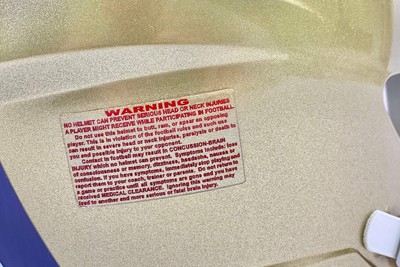 WARNING
NO HELMET CAN PREVENT SERIOUS HEAD OR NECK INJURIES
A PLAYER MIGHT RECEIVE WHILE PARTICIPATING IN FOOTBALL.
Do not use this helmet to butt, ram, or spear an opposing
player. This is in violation of the football rules and such use
can result in severe head or neck injuries, paralysis or death to
you and possible injury to your opponent.
Contact in football may result in CONCUSSION-BRAIN
INJURY which no helmet can prevent. Symptoms include: loss
of consciousness or memory, dizziness, headache, nausea or
confusion. If you have symptoms, immediately stop playing and
report them to your coach, trainer or parents. Do not return to
a game or practice until all symptoms are gone and you have
received MEDICAL CLEARANCE. Ignoring this warning may
lead to another and more serious or fatal brain injury.